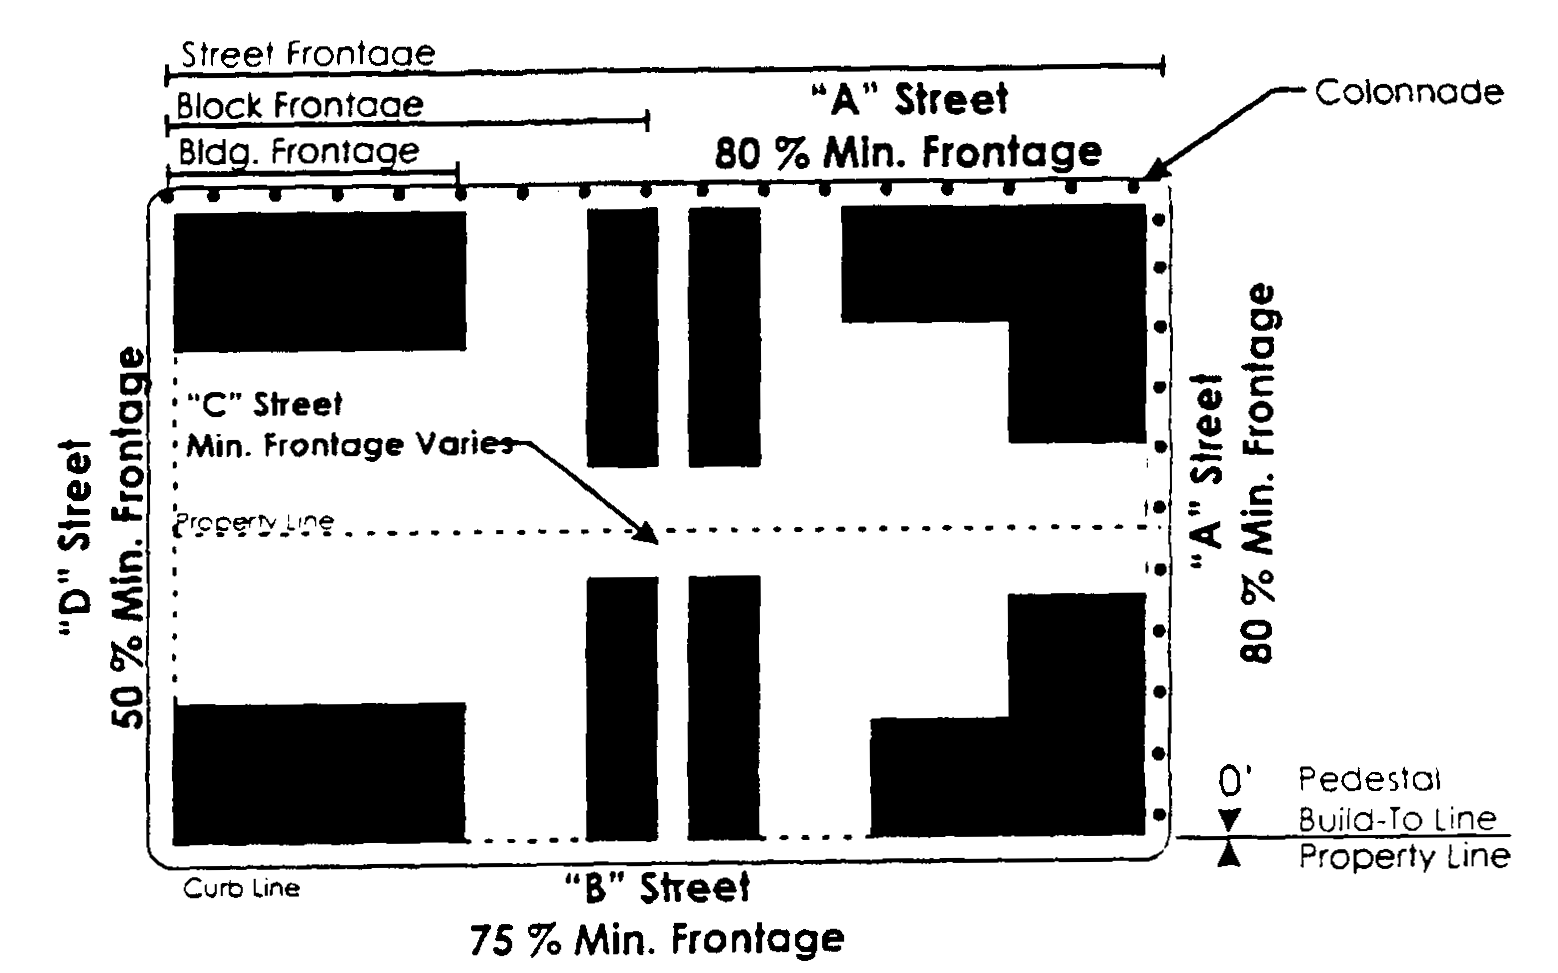 Street Frontage
Block Frontage
Bldg. Frontage
"A" Street
80 % Min. Frontage
Colonnade
"C" Street
Min. Frontage Varies
Property Line
"D" Street
50 % Min. Frontage
"A" Street
80 % Min. Frontage
0'
Pedestal
Build-To Line
Property Line
Curb Line
"B" Street
75 % Min. Frontage